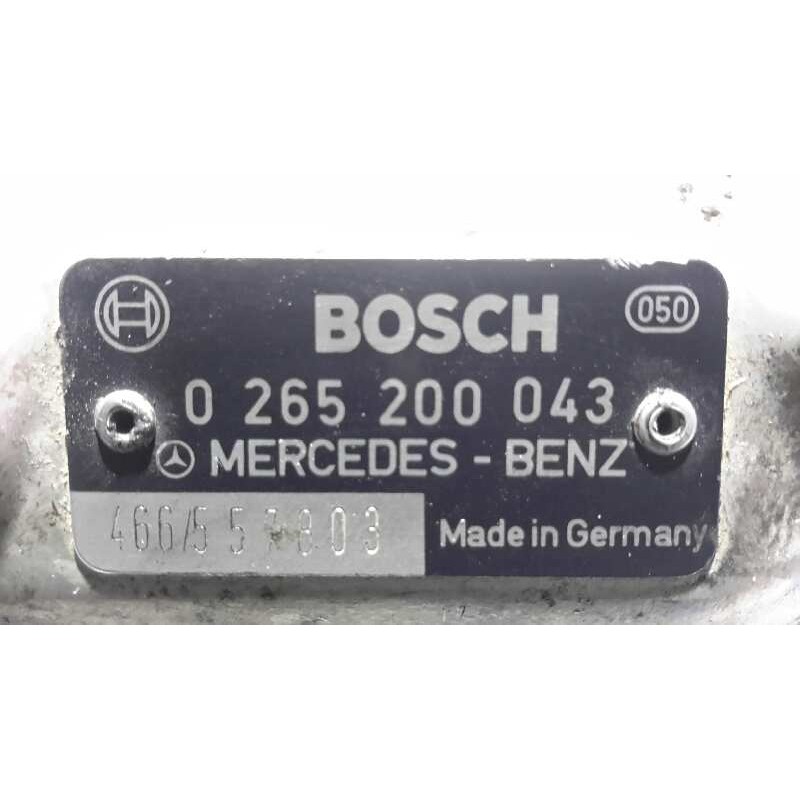 BOSCH
050
0 265 200 043
MERCEDES - BENZ
Made in Germany